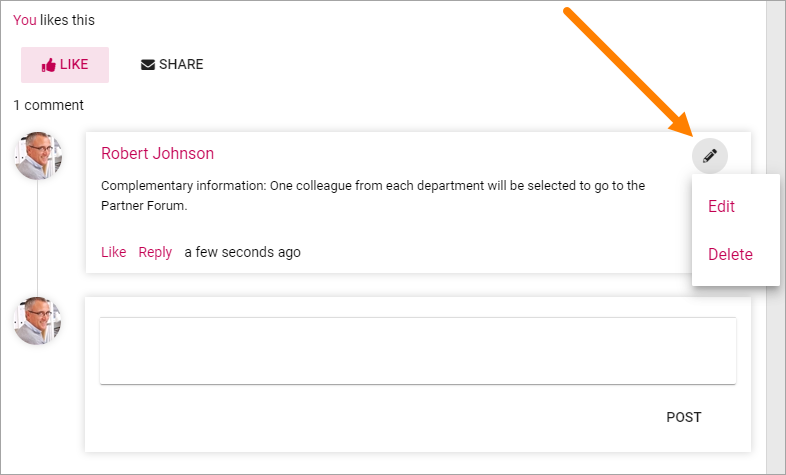 You likes this
LIKE SHARE
1 comment
Robert Johnson
Complementary information: One colleague from each department will be selected to go to the
Partner Forum.
Edit
Delete
Like Reply a few seconds ago
POST